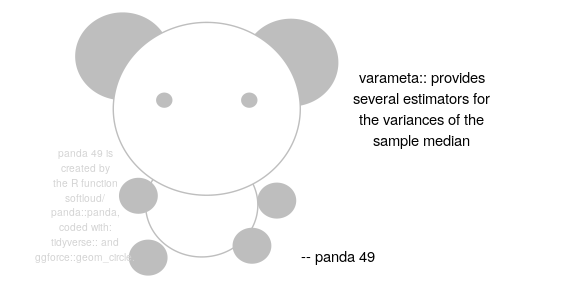 varameta:: provides
several estimators for
the variances of the
sample median
panda 49 is
created by
the R function
softloud/
panda::panda,
coded with:
tidyverse:: and
ggforce::geom_circle
-- panda 49